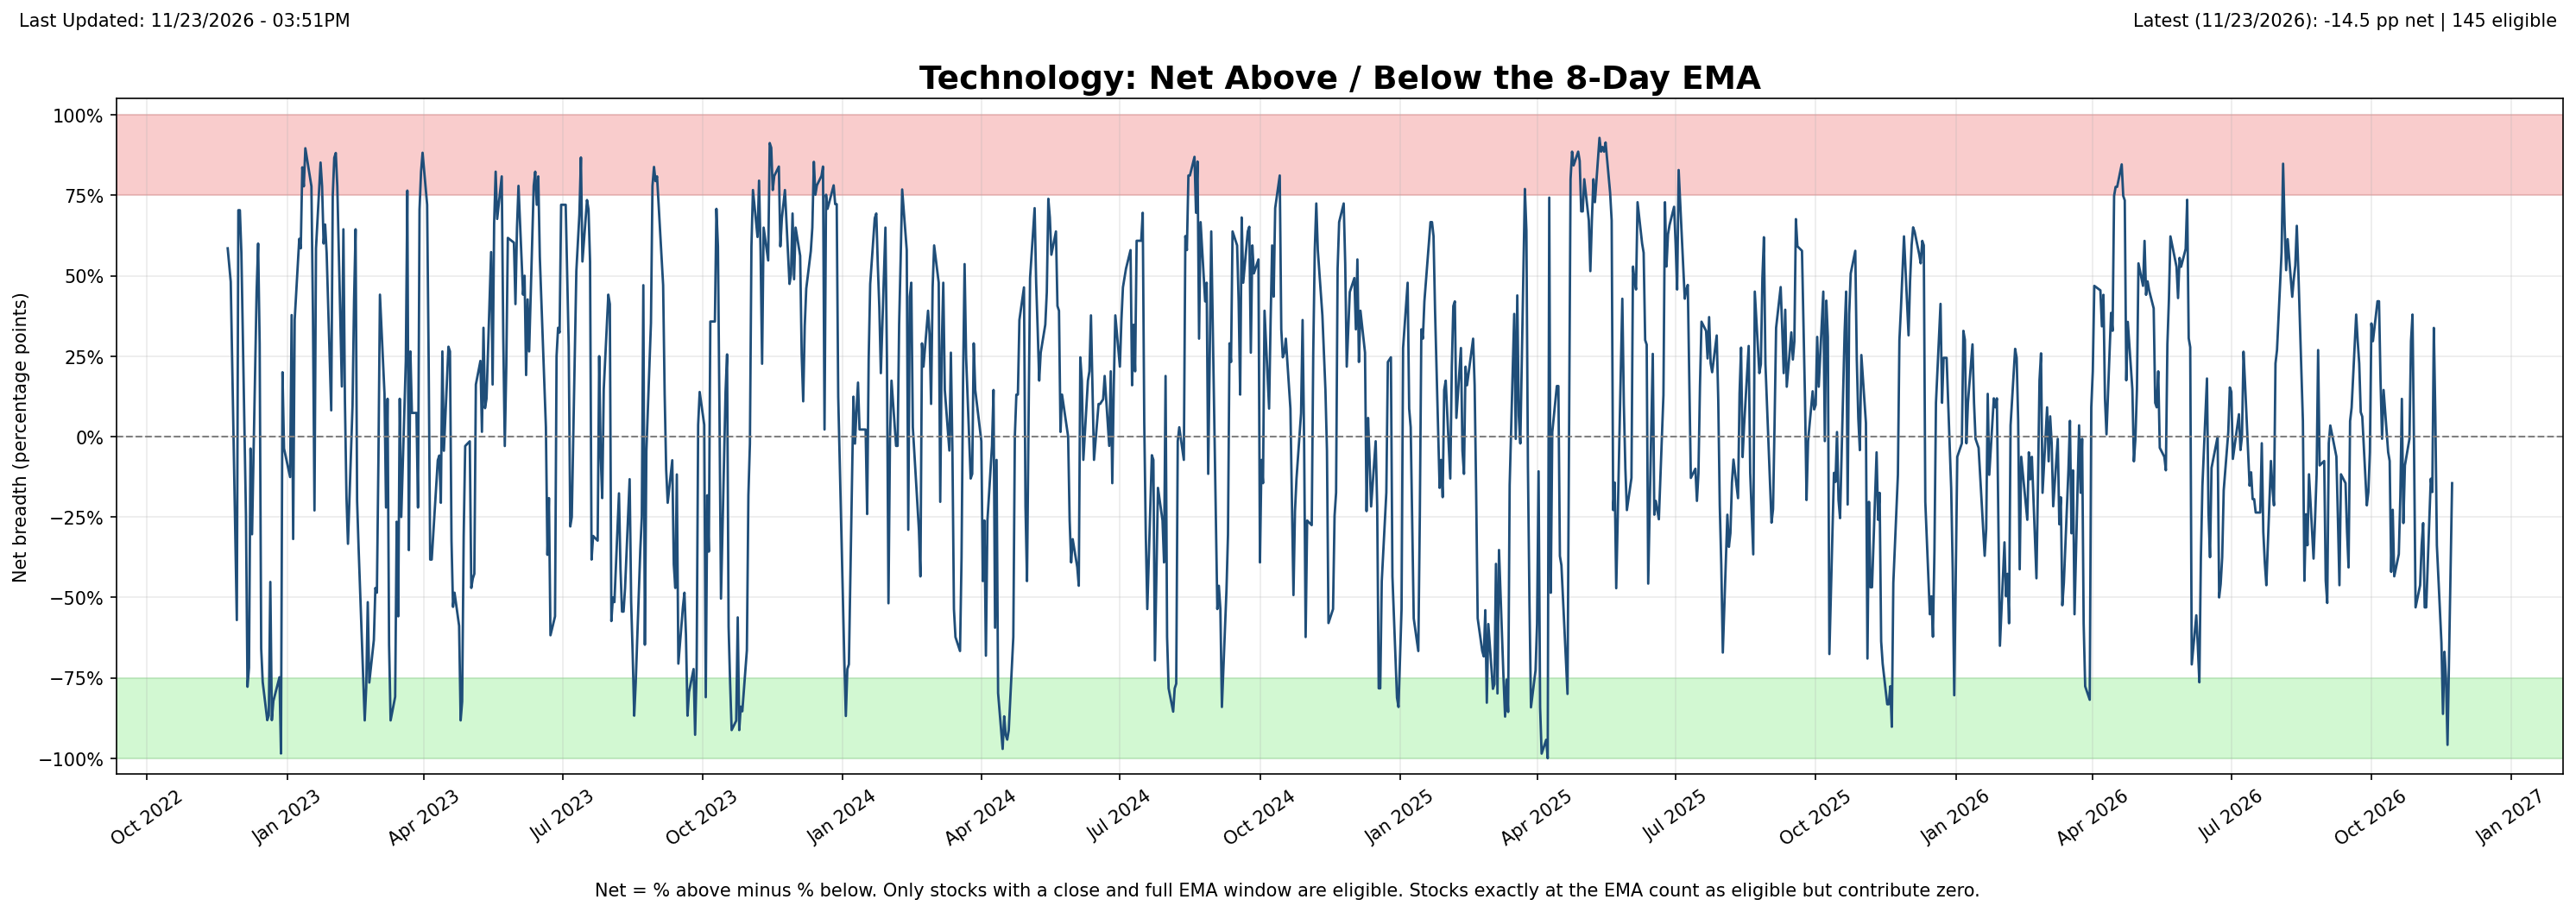 Last Updated: 11/23/2026 - 03:51PM
Latest (11/23/2026): -14.5 pp net | 145 eligible
Technology: Net Above / Below the 8-Day EMA
Net breadth (percentage points)
100%
75%
50%
25%
0%
−25%
−50%
−75%
−100%
Oct 2022
Jan 2023
Apr 2023
Jul 2023
Oct 2023
Jan 2024
Apr 2024
Jul 2024
Oct 2024
Jan 2025
Apr 2025
Jul 2025
Oct 2025
Jan 2026
Apr 2026
Jul 2026
Oct 2026
Jan 2027
Net = % above minus % below. Only stocks with a close and full EMA window are eligible. Stocks exactly at the EMA count as eligible but contribute zero.